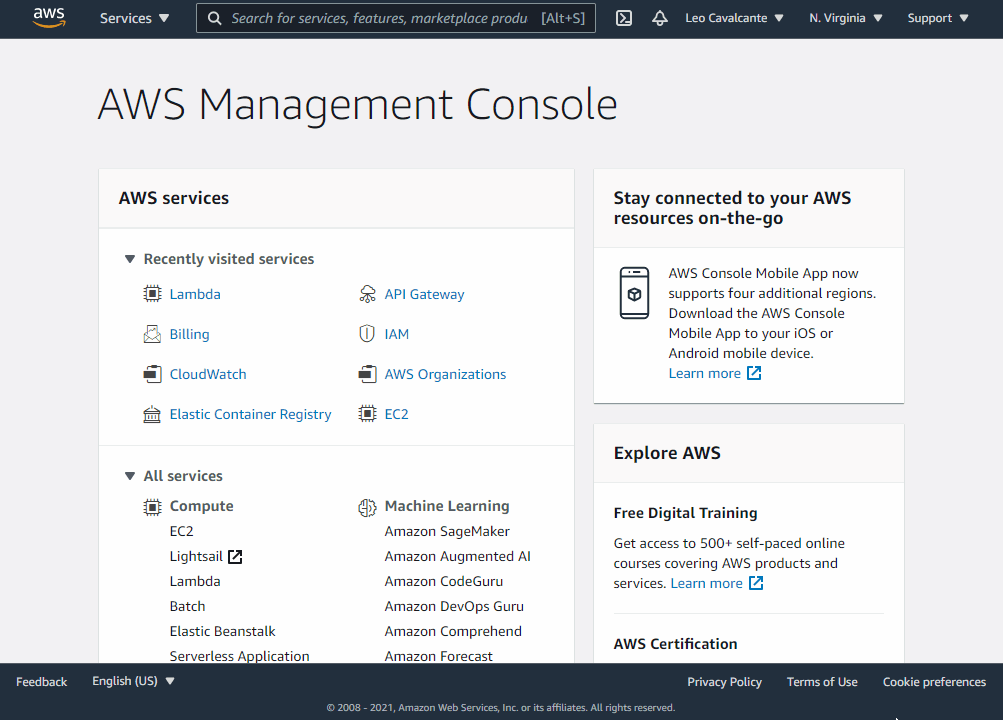 aws
Services
Search for services, features, marketplace produ [Alt+S]
Leo Cavalcante
N. Virginia
Support
AWS Management Console
AWS services
Recently visited services
Lambda
API Gateway
Billing
IAM
CloudWatch
AWS Organizations
Elastic Container Registry
EC2
All services
Compute
EC2
Lightsail
Lambda
Batch
Elastic Beanstalk
Serverless Application
Machine Learning
Amazon SageMaker
Amazon Augmented AI
Amazon CodeGuru
Amazon DevOps Guru
Amazon Comprehend
Amazon Forecast
Stay connected to your AWS
resources on-the-go
AWS Console Mobile App now
supports four additional regions.
Download the AWS Console
Mobile App to your iOS or
Android mobile device.
Learn more
Explore AWS
Free Digital Training
Get access to 500+ self-paced online
courses covering AWS products and
services. Learn more
AWS Certification
Feedback
English (US)
Privacy Policy
Terms of Use
Cookie preferences
© 2008 - 2021, Amazon Web Services, Inc. or its affiliates. All rights reserved.